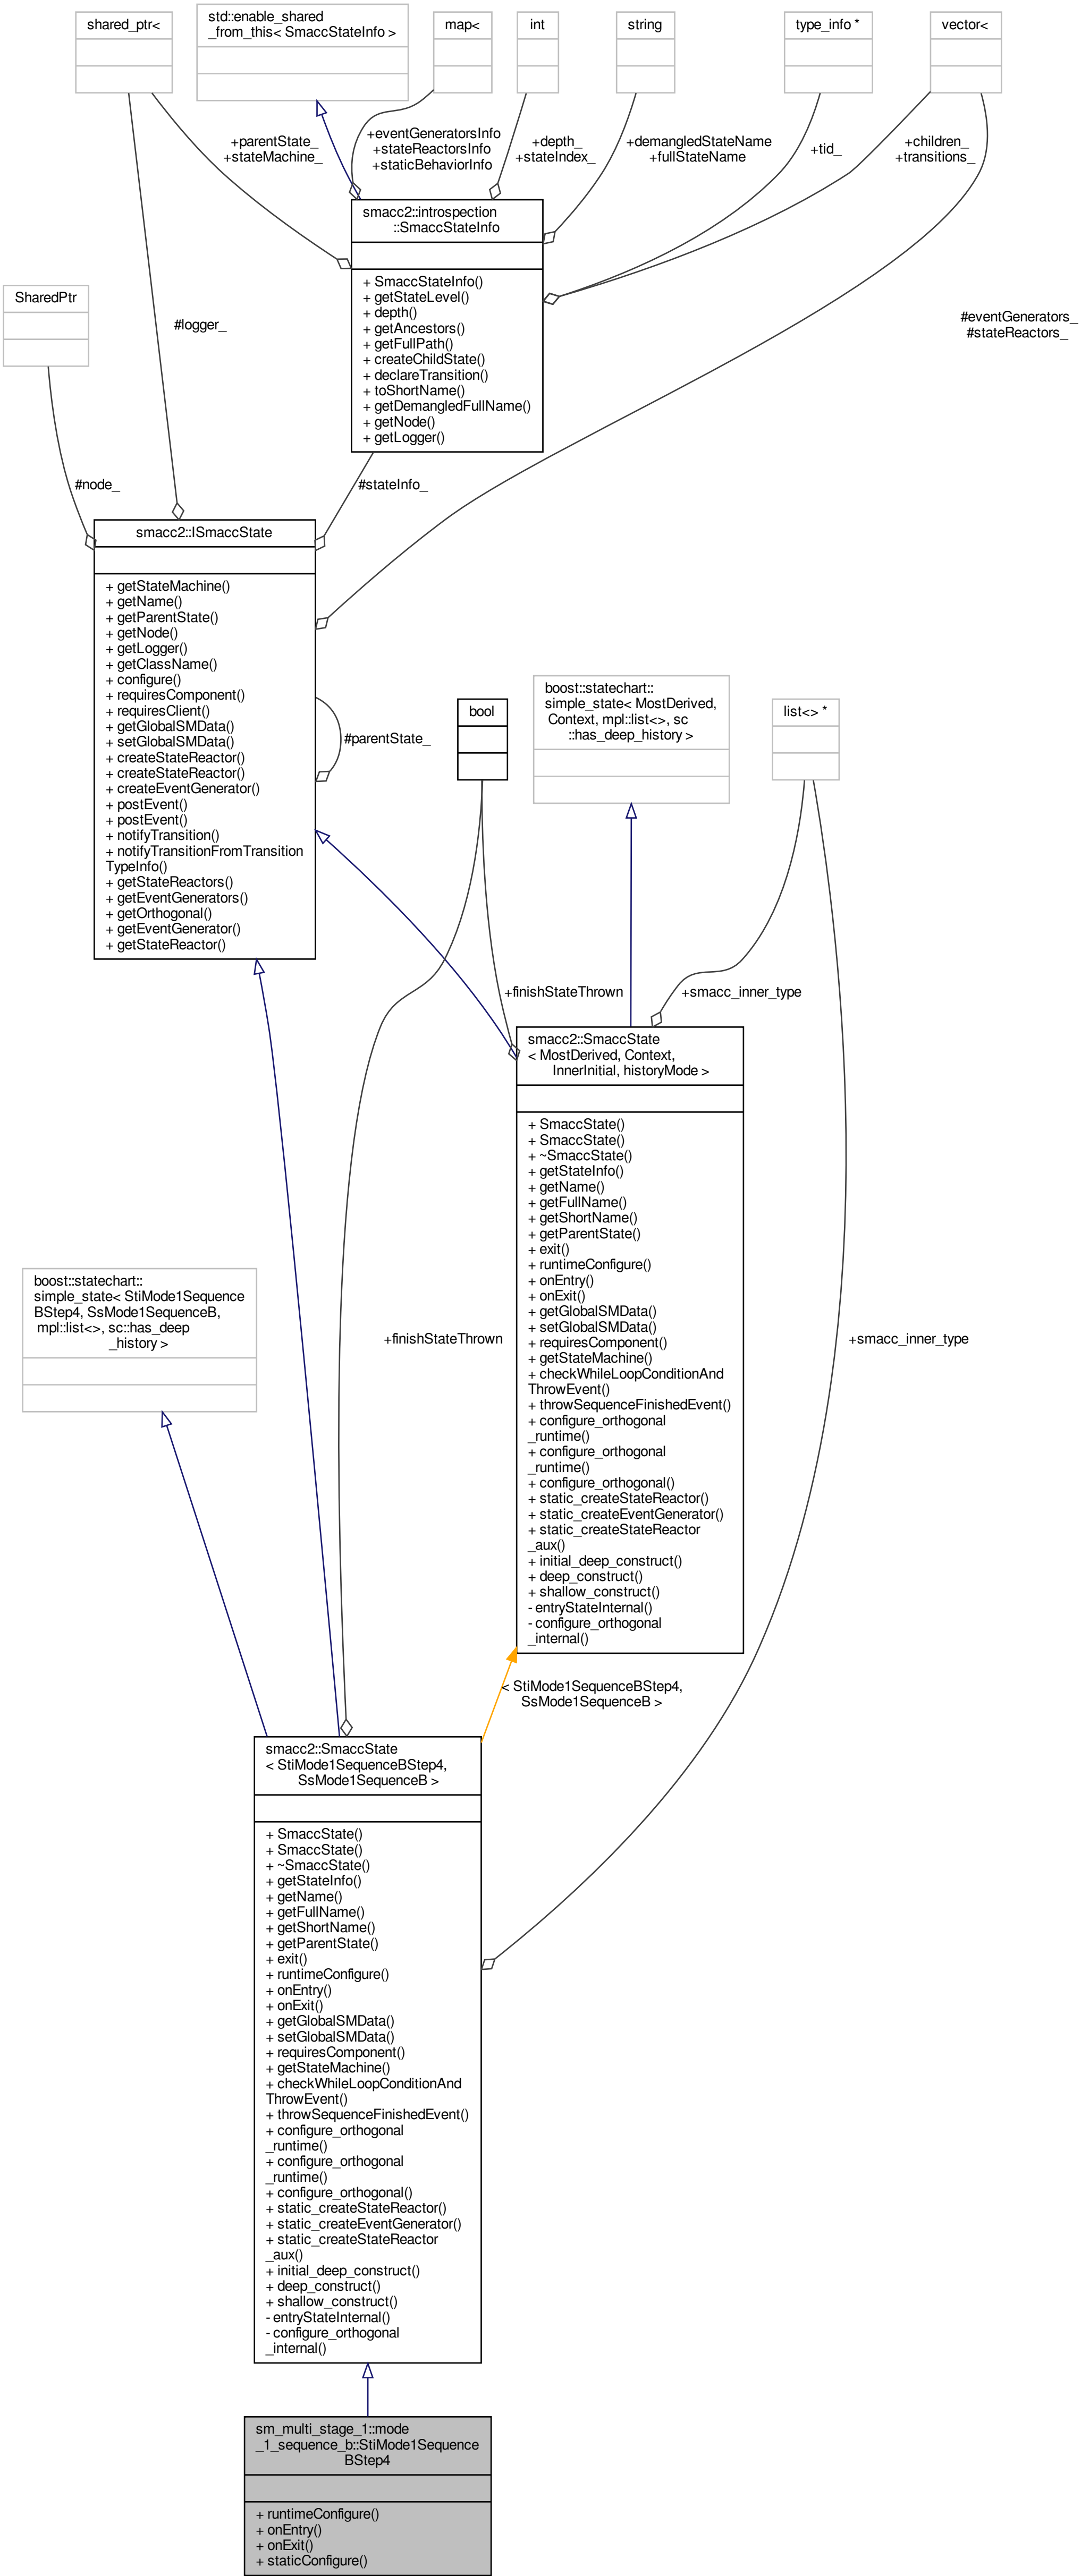 shared_ptr<
std::enable_shared
_from_this< SmaccStateInfo >
map<
int
string
type_info *
vector<
+parentState_
+stateMachine_
+eventGeneratorsInfo
+stateReactorsInfo
+staticBehaviorInfo
+depth_
+stateIndex_
+demangledStateName
+fullStateName
+tid_
+children_
+transitions_
smacc2::introspection
::SmaccStateInfo
+ SmaccStateInfo()
+ getStateLevel()
+ depth()
+ getAncestors()
+ getFullPath()
+ createChildState()
+ declareTransition()
+ toShortName()
+ getDemangledFullName()
+ getNode()
+ getLogger()
SharedPtr
#logger_
#eventGenerators_
#stateReactors_
#node_
#stateInfo_
smacc2::ISmaccState
+ getStateMachine()
+ getName()
+ getParentState()
+ getNode()
+ getLogger()
+ getClassName()
+ configure()
+ requiresComponent()
+ requiresClient()
+ getGlobalSMData()
+ setGlobalSMData()
+ createStateReactor()
+ createStateReactor()
+ createEventGenerator()
+ postEvent()
+ postEvent()
+ notifyTransition()
+ notifyTransitionFromTransition
TypeInfo()
+ getStateReactors()
+ getEventGenerators()
+ getOrthogonal()
+ getEventGenerator()
+ getStateReactor()
#parentState_
bool
boost::statechart::
simple_state< MostDerived,
Context, mpl::list<>, sc
::has_deep_history >
list<> *
+finishStateThrown
+smacc_inner_type
smacc2::SmaccState
< MostDerived, Context,
InnerInitial, historyMode >
+ SmaccState()
+ SmaccState()
+ ~SmaccState()
+ getStateInfo()
+ getName()
+ getFullName()
+ getShortName()
+ getParentState()
+ exit()
+ runtimeConfigure()
+ onEntry()
+ onExit()
+ getGlobalSMData()
+ setGlobalSMData()
+ requiresComponent()
+ getStateMachine()
+ checkWhileLoopConditionAnd
ThrowEvent()
+ throwSequenceFinishedEvent()
+ configure_orthogonal
_runtime()
+ configure_orthogonal
_runtime()
+ configure_orthogonal()
+ static_createStateReactor()
+ static_createEventGenerator()
+ static_createStateReactor
_aux()
+ initial_deep_construct()
+ deep_construct()
+ shallow_construct()
- entryStateInternal()
- configure_orthogonal
_internal()
boost::statechart::
simple_state< StiMode1Sequence
BStep4, SsMode1SequenceB,
mpl::list<>, sc::has_deep
_history >
+finishStateThrown
+smacc_inner_type
< StiMode1SequenceBStep4,
SsMode1SequenceB >
smacc2::SmaccState
< StiMode1SequenceBStep4,
SsMode1SequenceB >
+ SmaccState()
+ SmaccState()
+ ~SmaccState()
+ getStateInfo()
+ getName()
+ getFullName()
+ getShortName()
+ getParentState()
+ exit()
+ runtimeConfigure()
+ onEntry()
+ onExit()
+ getGlobalSMData()
+ setGlobalSMData()
+ requiresComponent()
+ getStateMachine()
+ checkWhileLoopConditionAnd
ThrowEvent()
+ throwSequenceFinishedEvent()
+ configure_orthogonal
_runtime()
+ configure_orthogonal
_runtime()
+ configure_orthogonal()
+ static_createStateReactor()
+ static_createEventGenerator()
+ static_createStateReactor
_aux()
+ initial_deep_construct()
+ deep_construct()
+ shallow_construct()
- entryStateInternal()
- configure_orthogonal
_internal()
sm_multi_stage_1::mode
_1_sequence_b::StiMode1Sequence
BStep4
+ runtimeConfigure()
+ onEntry()
+ onExit()
+ staticConfigure()